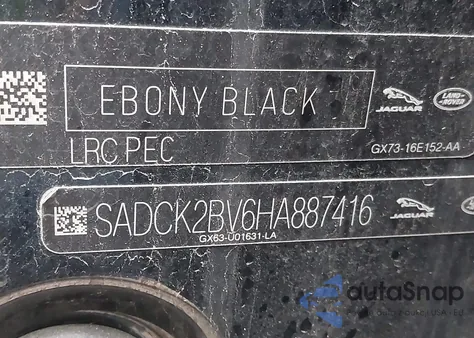 EBONY BLACK
JAGUAR
LAND-
ROVER
LRC PEC
GX73-16E152-AA
SADCK2BV6HA887416
JAGUAR
GX63-U01631-LA
autoSnap